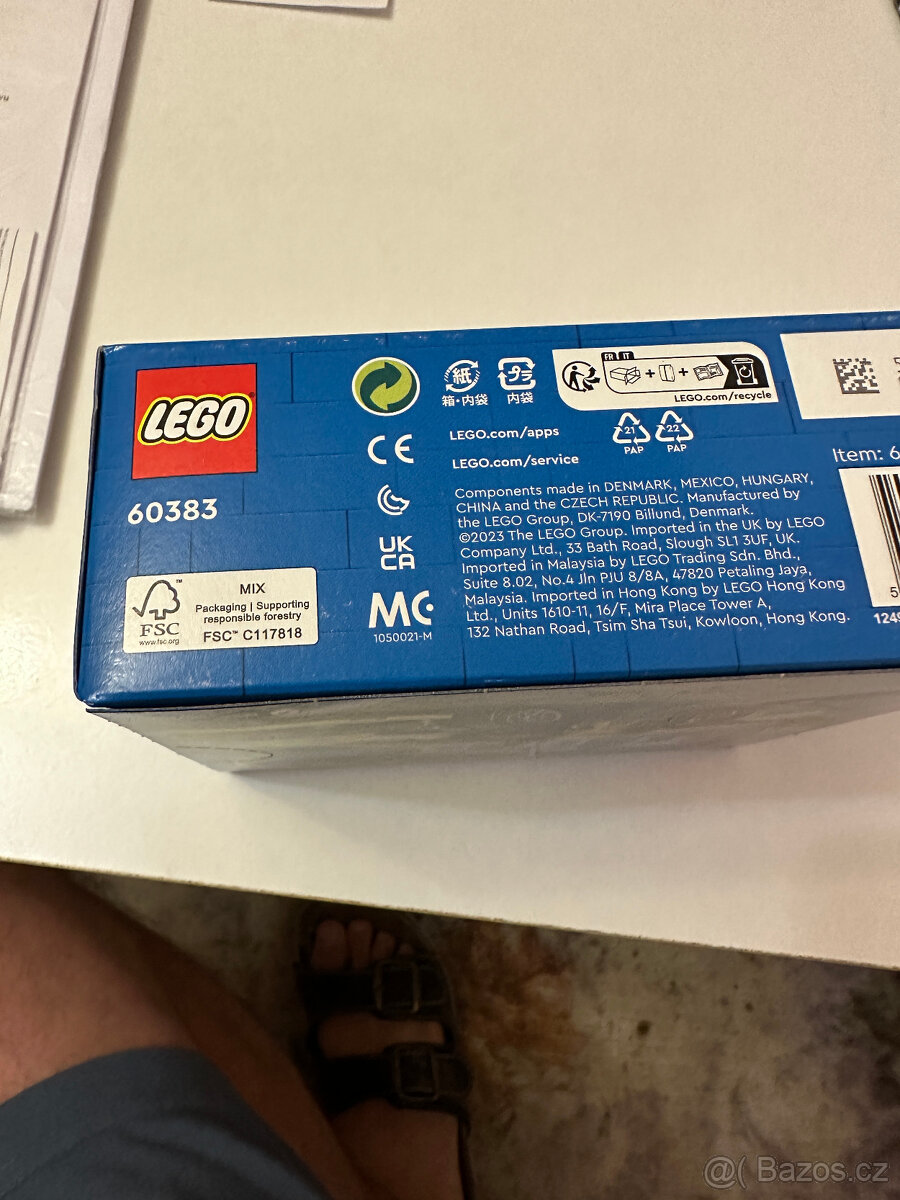 LEGO
60383
FSC
www.fsc.org
MIX
Packaging | Supporting
responsible forestry
FSC™ C117818
CE
UK
CA
1050021-M
紙
箱・内袋
プラ
内袋
FR IT
LEGO.com/recycle
21
PAP
22
PAP
LEGO.com/apps
LEGO.com/service
Components made in DENMARK, MEXICO, HUNGARY,
CHINA and the CZECH REPUBLIC. Manufactured by
the LEGO Group, DK-7190 Billund, Denmark.
©2023 The LEGO Group. Imported in the UK by LEGO
Company Ltd., 33 Bath Road, Slough SL1 3UF, UK.
Imported in Malaysia by LEGO Trading Sdn. Bhd.,
Suite 8.02, No.4 Jln PJU 8/8A, 47820 Petaling Jaya,
Malaysia. Imported in Hong Kong by LEGO Hong Kong
Ltd., Units 1610-11, 16/F, Mira Place Tower A,
132 Nathan Road, Tsim Sha Tsui, Kowloon, Hong Kong.
Item: 6
5
1249
@( Bazos.cz